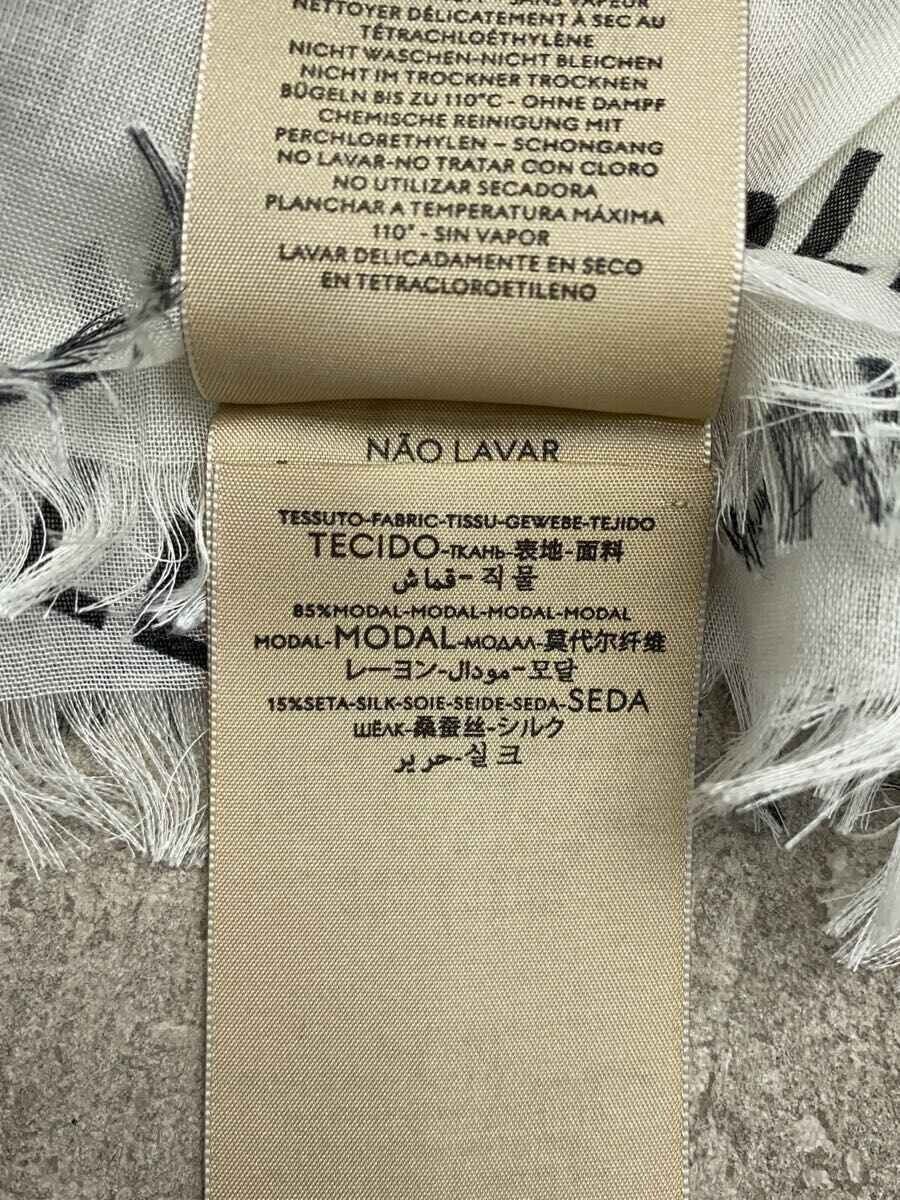 SANS VAPEUR
NETTOYER DÉLICATEMENT À SEC AU
TÉTRACHLOÉTHYLÈNE
NICHT WASCHEN-NICHT BLEICHEN
NICHT IM TROCKNER TROCKNEN
BÜGELN BIS ZU 110°C - OHNE DAMPF
CHEMISCHE REINIGUNG MIT
PERCHLORETHYLEN – SCHONGANG
NO LAVAR-NO TRATAR CON CLORO
NO UTILIZAR SECADORA
PLANCHAR A TEMPERATURA MÁXIMA
110° - SIN VAPOR
LAVAR DELICADAMENTE EN SECO
EN TETRACLOROETILENO
NÃO LAVAR
TESSUTO-FABRIC-TISSU-GEWEBE-TEJIDO
TECIDO-ТКАНЬ-表地-面料
قماش-직물
85%MODAL-MODAL-MODAL-MODAL
MODAL-MODAL-МОДАЛ-莫代尔纤维
レーヨン-مودال-모달
15%SETA-SILK-SOIE-SEIDE-SEDA-SEDA
ШЁЛК-桑蚕丝-シルク
حرير-실크